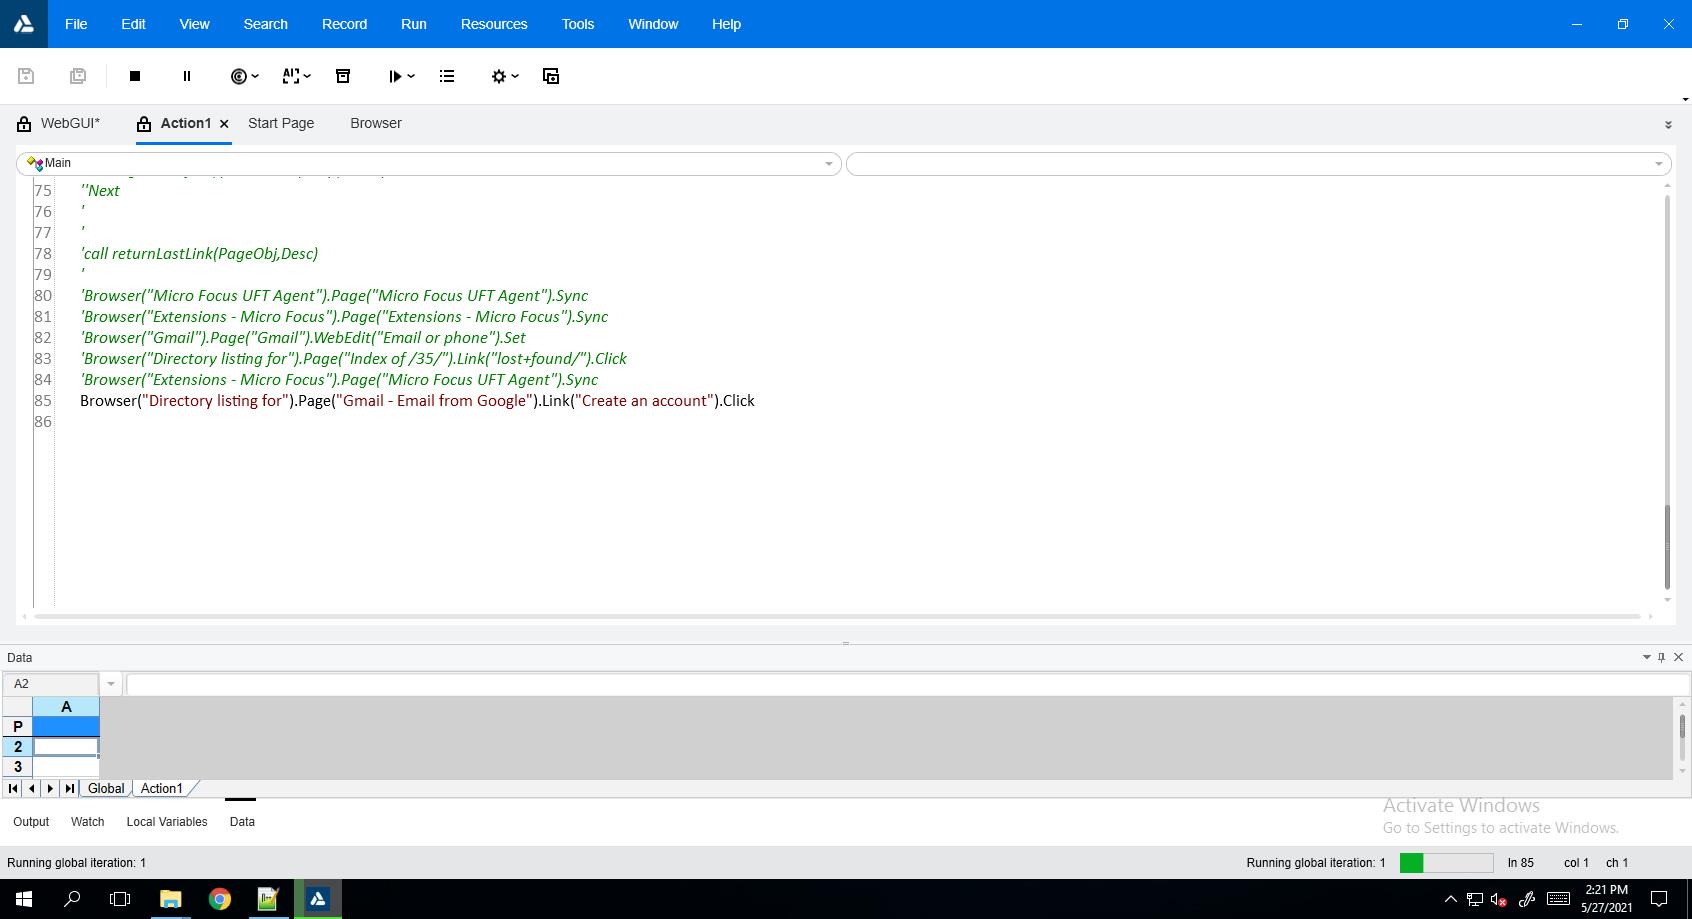 File Edit View Search Record Run Resources Tools Window Help
WebGUI* Action1 Start Page Browser
Main
75 ''Next
76 '
77 '
78 'call returnLastLink(PageObj,Desc)
79 '
80 'Browser("Micro Focus UFT Agent").Page("Micro Focus UFT Agent").Sync
81 'Browser("Extensions - Micro Focus").Page("Extensions - Micro Focus").Sync
82 'Browser("Gmail").Page("Gmail").WebEdit("Email or phone").Set
83 'Browser("Directory listing for").Page("Index of /35/").Link("lost+found/").Click
84 'Browser("Extensions - Micro Focus").Page("Micro Focus UFT Agent").Sync
85 Browser("Directory listing for").Page("Gmail - Email from Google").Link("Create an account").Click
86
Data
A2
A
P
2
3
Global Action1
Activate Windows
Output Watch Local Variables Data
Go to Settings to activate Windows.
Running global iteration: 1 Running global iteration: 1 ln 85 col 1 ch 1
2:21 PM
5/27/2021